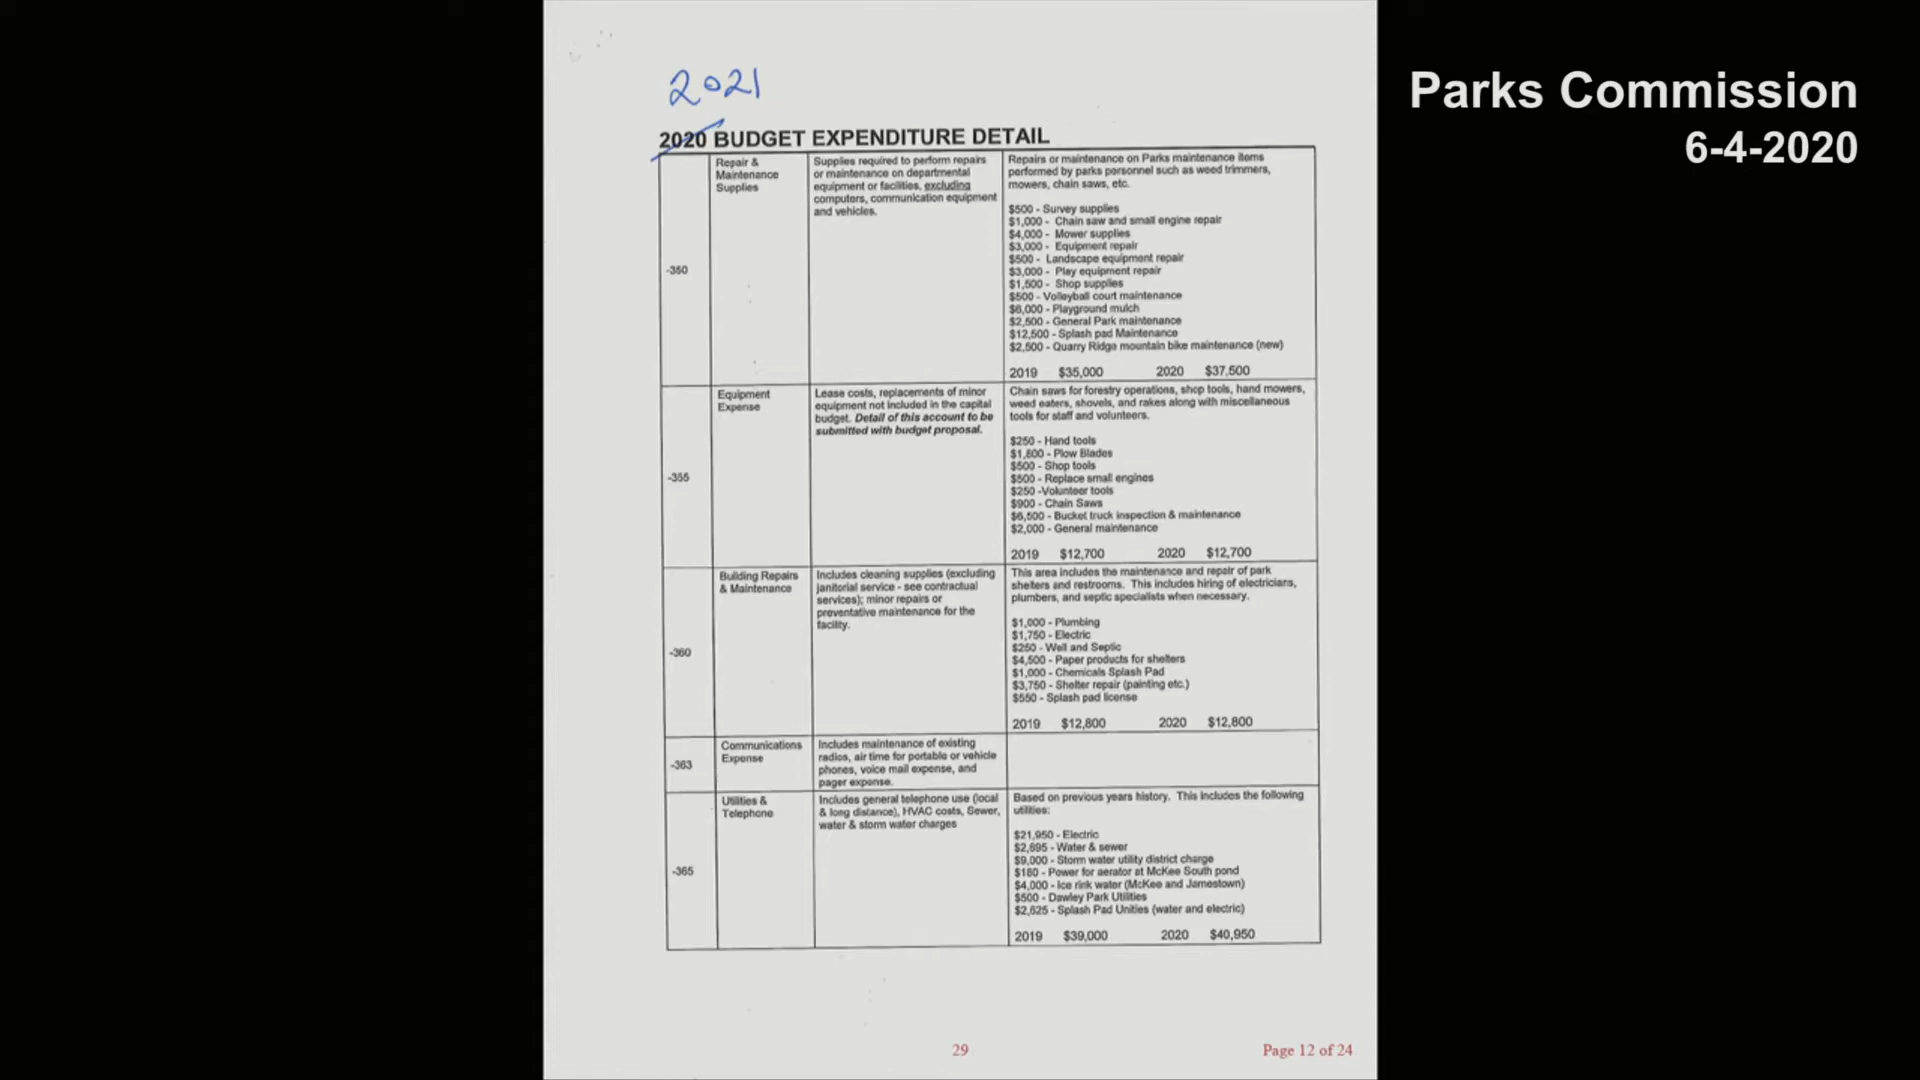 Parks Commission
6-4-2020
2021
2020 BUDGET EXPENDITURE DETAIL
-350
Repair &
Maintenance
Supplies
Supplies required to perform repairs
or maintenance on departmental
equipment or facilities, excluding
computers, communication equipment
and vehicles.
Repairs or maintenance on Parks maintenance items
performed by parks personnel such as weed trimmers,
mowers, chain saws, etc.
$500 - Survey supplies
$1,000 - Chain saw and small engine repair
$4,000 - Mower supplies
$3,000 - Equipment repair
$500 - Landscape equipment repair
$3,000 - Play equipment repair
$1,500 - Shop supplies
$500 - Volleyball court maintenance
$6,000 - Playground mulch
$2,500 - General Park maintenance
$12,500 - Splash pad Maintenance
$2,500 - Quarry Ridge mountain bike maintenance (new)
2019 $35,000 2020 $37,500
-355
Equipment
Expense
Lease costs, replacements of minor
equipment not included in the capital
budget. Detail of this account to be
submitted with budget proposal.
Chain saws for forestry operations, shop tools, hand mowers,
weed eaters, shovels, and rakes along with miscellaneous
tools for staff and volunteers.
$250 - Hand tools
$1,800 - Plow Blades
$500 - Shop tools
$500 - Replace small engines
$250 -Volunteer tools
$900 - Chain Saws
$6,500 - Bucket truck inspection & maintenance
$2,000 - General maintenance
2019 $12,700 2020 $12,700
-360
Building Repairs
& Maintenance
Includes cleaning supplies (excluding
janitorial service - see contractual
services); minor repairs or
preventative maintenance for the
facility.
This area includes the maintenance and repair of park
shelters and restrooms. This includes hiring of electricians,
plumbers, and septic specialists when necessary.
$1,000 - Plumbing
$1,750 - Electric
$250 - Well and Septic
$4,500 - Paper products for shelters
$1,000 - Chemicals Splash Pad
$3,750 - Shelter repair (painting etc.)
$550 - Splash pad license
2019 $12,800 2020 $12,800
-363
Communications
Expense
Includes maintenance of existing
radios, air time for portable or vehicle
phones, voice mail expense, and
pager expense.
-365
Utilities &
Telephone
Includes general telephone use (local
& long distance), HVAC costs, Sewer,
water & storm water charges
Based on previous years history. This includes the following
utilities:
$21,950 - Electric
$2,695 - Water & sewer
$9,000 - Storm water utility district charge
$180 - Power for aerator at McKee South pond
$4,000 - Ice rink water (McKee and Jamestown)
$500 - Dawley Park Utilities
$2,625 - Splash Pad Unities (water and electric)
2019 $39,000 2020 $40,950
29
Page 12 of 24